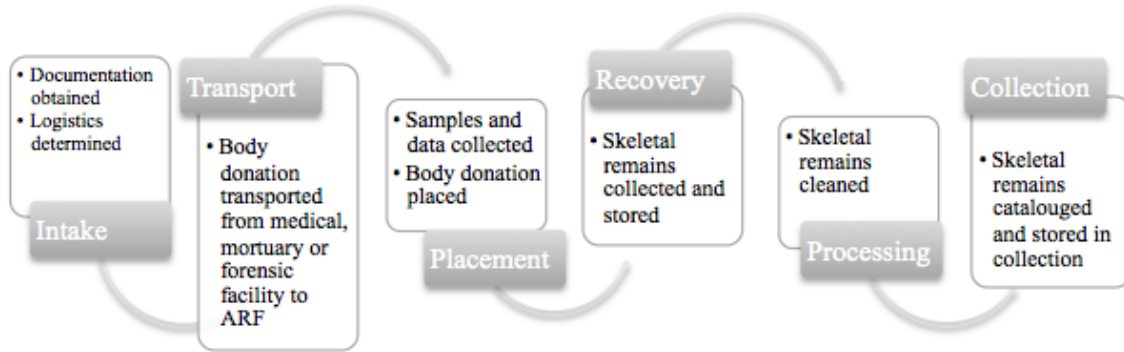 • Documentation
obtained
• Logistics
determined
Intake
Transport
• Body
donation
transported
from medical,
mortuary or
forensic
facility to
ARF
• Samples and
data collected
• Body donation
placed
Placement
Recovery
• Skeletal
remains
collected and
stored
• Skeletal
remains
cleaned
Processing
Collection
• Skeletal
remains
catalouged
and stored in
collection